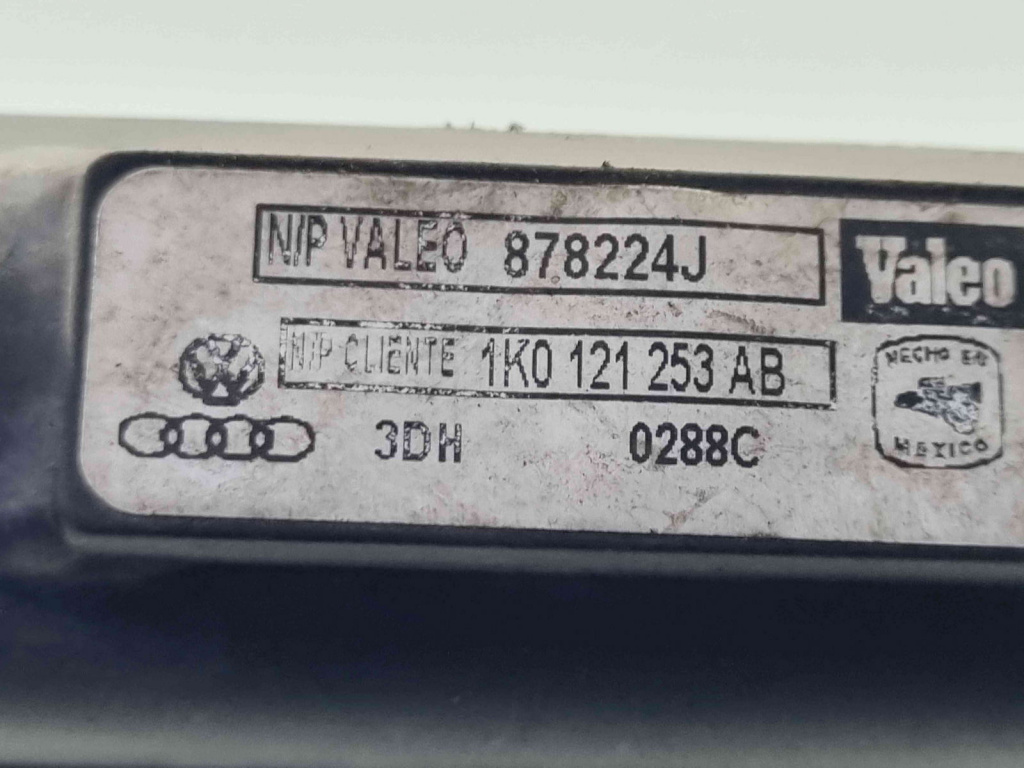 N/P VALEO 878224J
Valeo
N/P CLIENTE 1K0 121 253 AB
HECHO EN
MEXICO
3DH 0288C